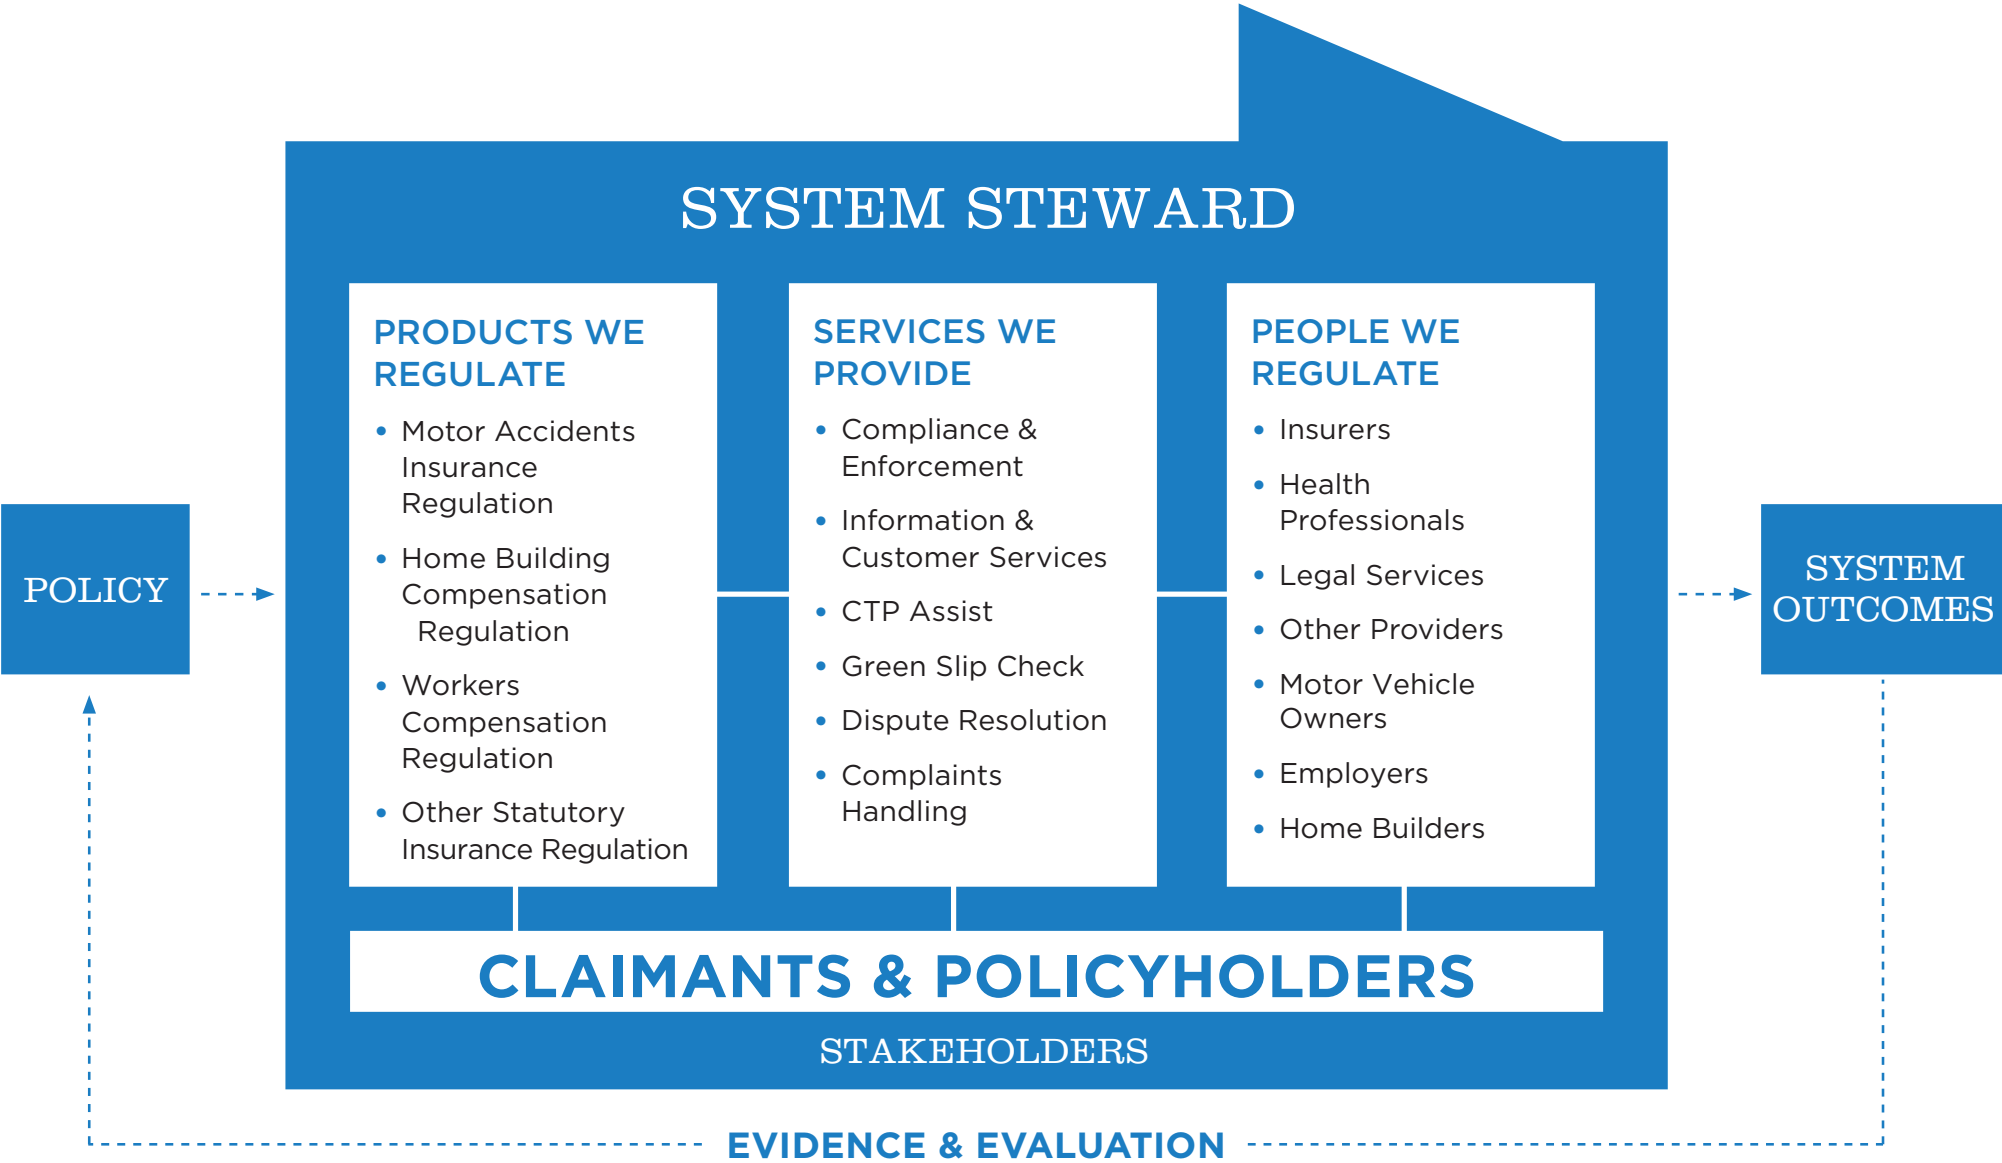 SYSTEM STEWARD
PRODUCTS WE
REGULATE
• Motor Accidents
Insurance
Regulation
• Home Building
Compensation
Regulation
• Workers
Compensation
Regulation
• Other Statutory
Insurance Regulation
SERVICES WE
PROVIDE
• Compliance &
Enforcement
• Information &
Customer Services
• CTP Assist
• Green Slip Check
• Dispute Resolution
• Complaints
Handling
PEOPLE WE
REGULATE
• Insurers
• Health
Professionals
• Legal Services
• Other Providers
• Motor Vehicle
Owners
• Employers
• Home Builders
POLICY
SYSTEM
OUTCOMES
CLAIMANTS & POLICYHOLDERS
STAKEHOLDERS
EVIDENCE & EVALUATION